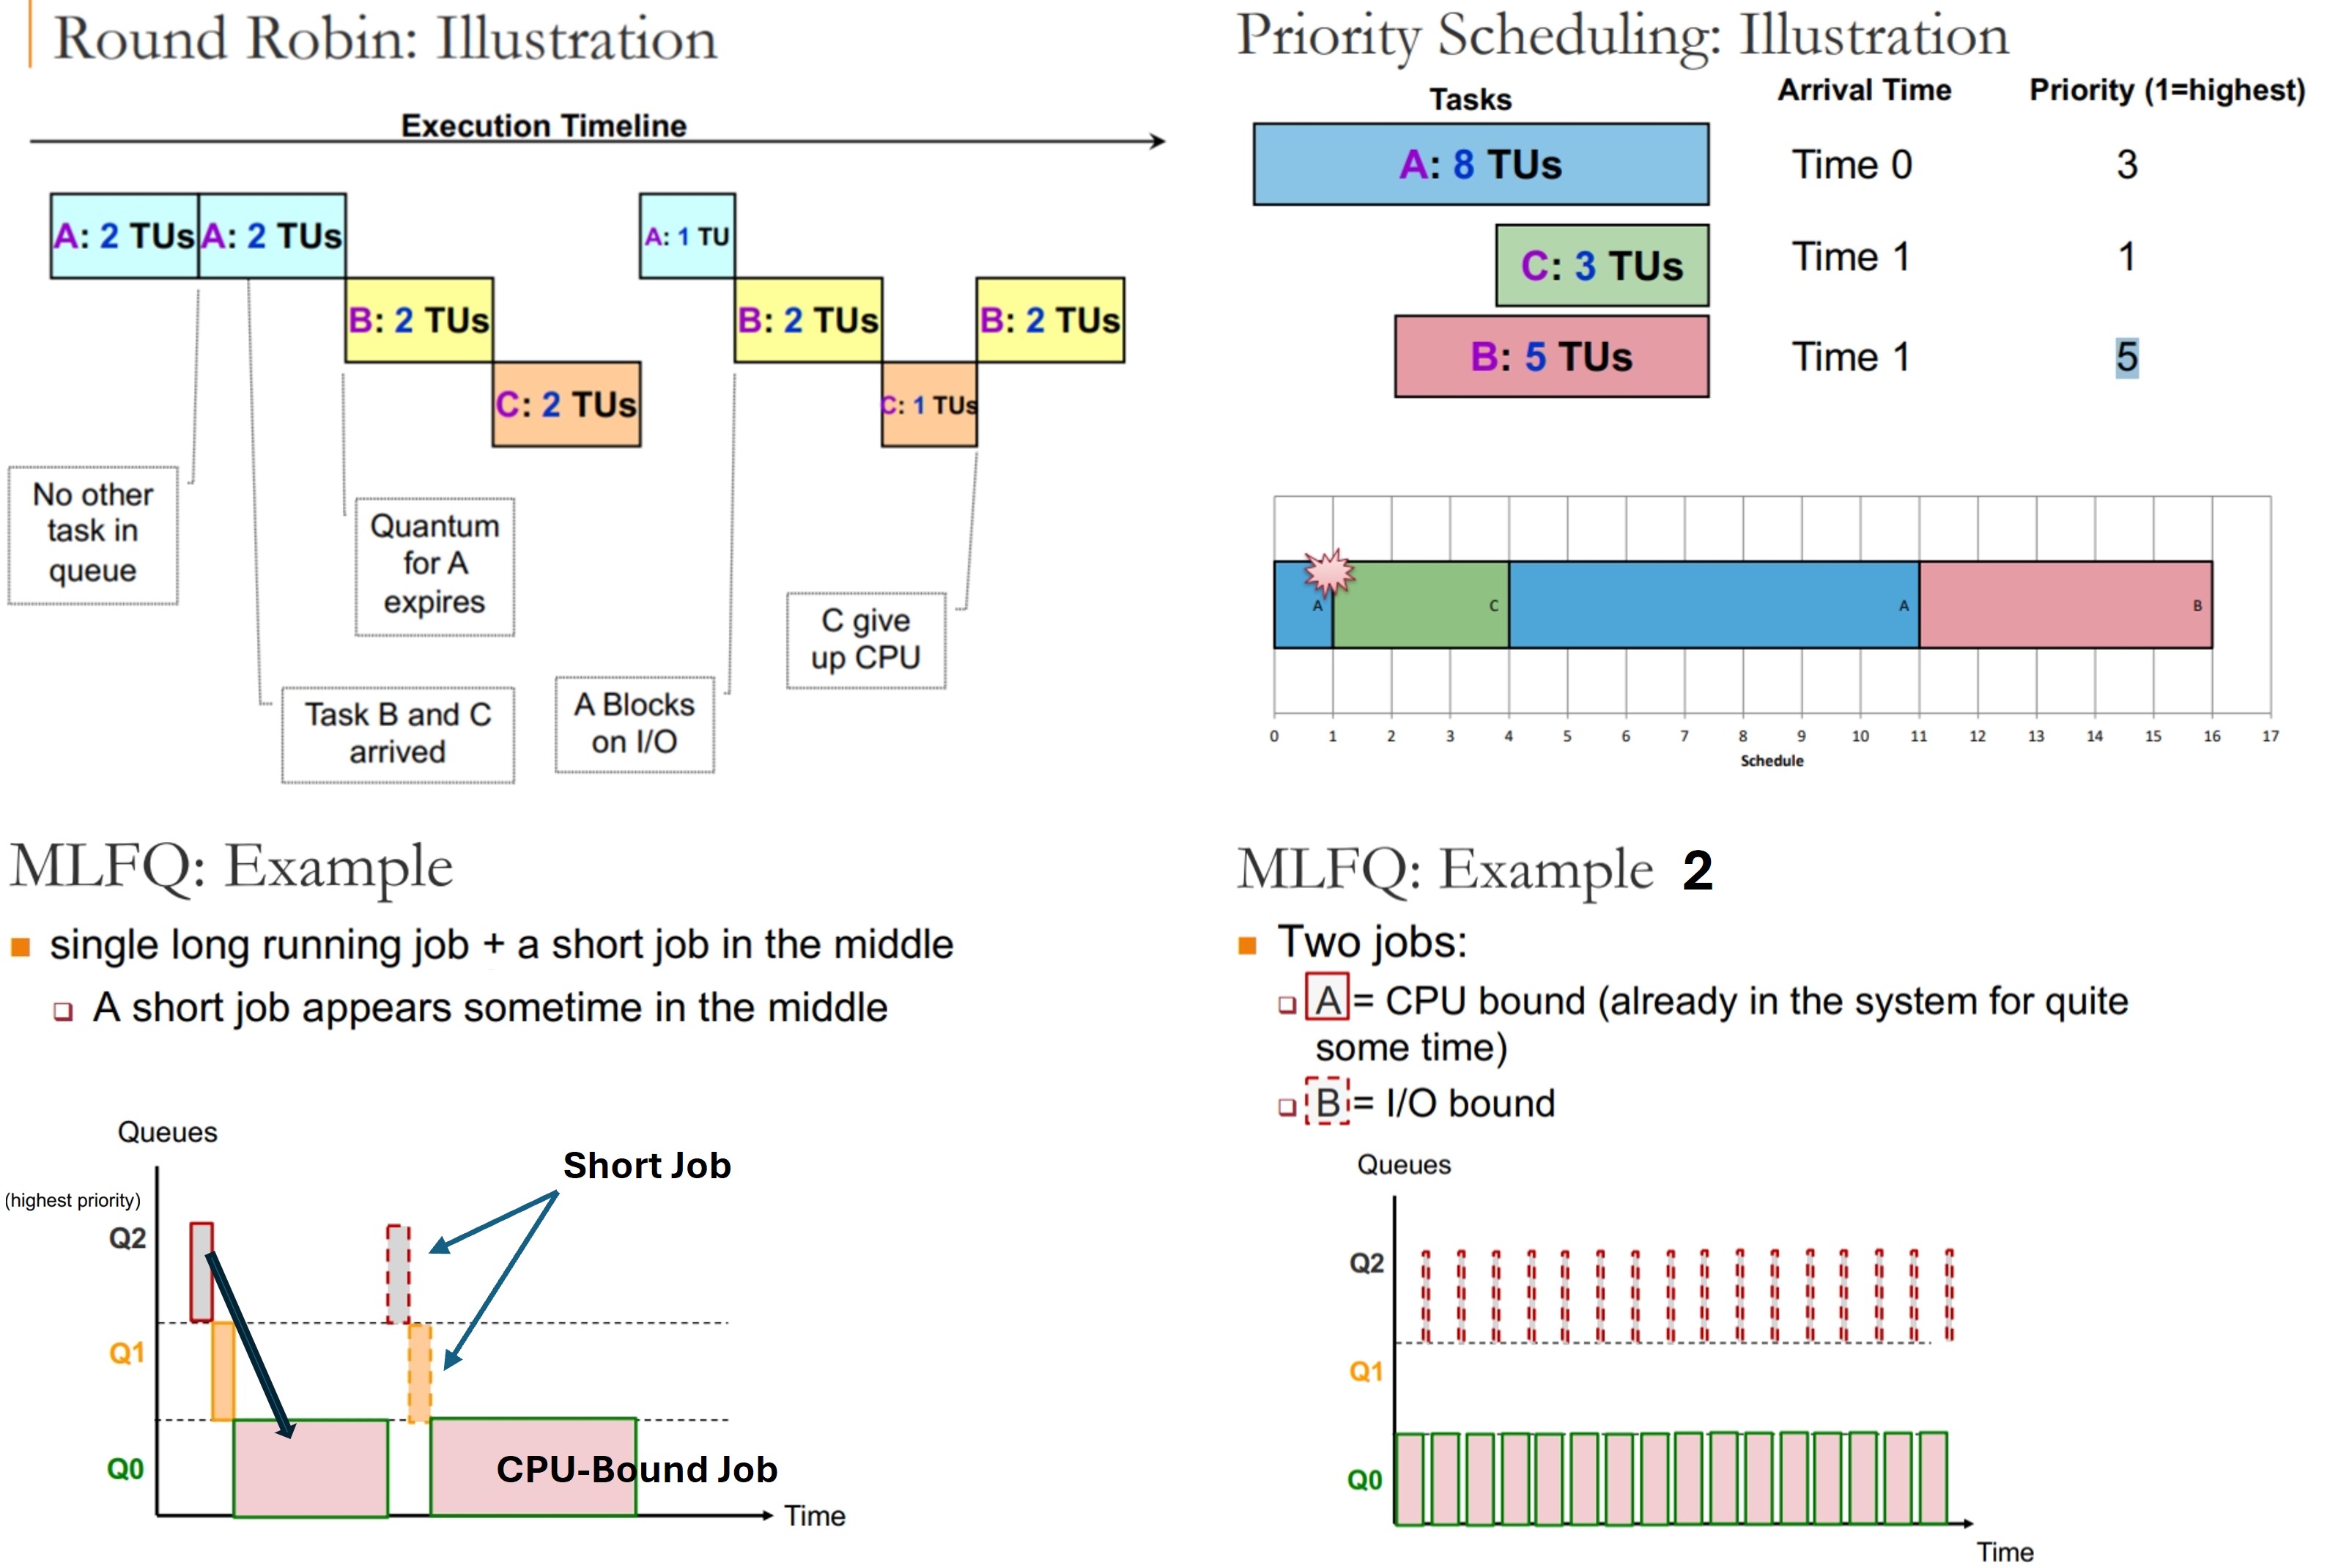 Round Robin: Illustration
Execution Timeline
A: 2 TUs
A: 2 TUs
A: 1 TU
B: 2 TUs
B: 2 TUs
B: 2 TUs
C: 2 TUs
C: 1 TUs
No other
task in
queue
Quantum
for A
expires
Task B and C
arrived
A Blocks
on I/O
C give
up CPU
Priority Scheduling: Illustration
Tasks
Arrival Time
Priority (1=highest)
A: 8 TUs
Time 0
3
C: 3 TUs
Time 1
1
B: 5 TUs
Time 1
5
A
C
A
B
0 1 2 3 4 5 6 7 8 9 10 11 12 13 14 15 16 17
Schedule
MLFQ: Example
single long running job + a short job in the middle
A short job appears sometime in the middle
Queues
(highest priority)
Q2
Q1
Q0
Short Job
CPU-Bound Job
Time
MLFQ: Example 2
Two jobs:
A = CPU bound (already in the system for quite
some time)
B = I/O bound
Queues
Q2
Q1
Q0
Time